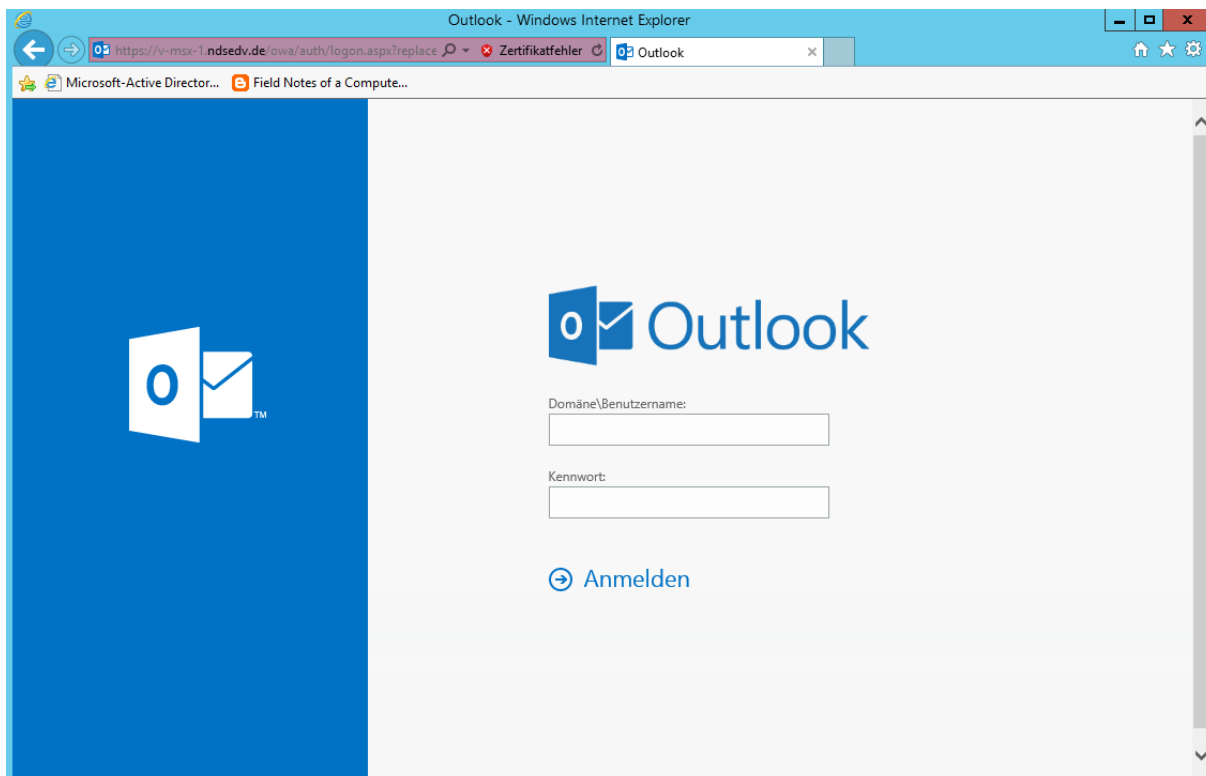 Outlook - Windows Internet Explorer
https://v-msx-1.ndsedv.de/owa/auth/logon.aspx?replace Zertifikatfehler Outlook
Microsoft-Active Director... Field Notes of a Compute...
Outlook
TM
Domäne\Benutzername:
Kennwort:
Anmelden